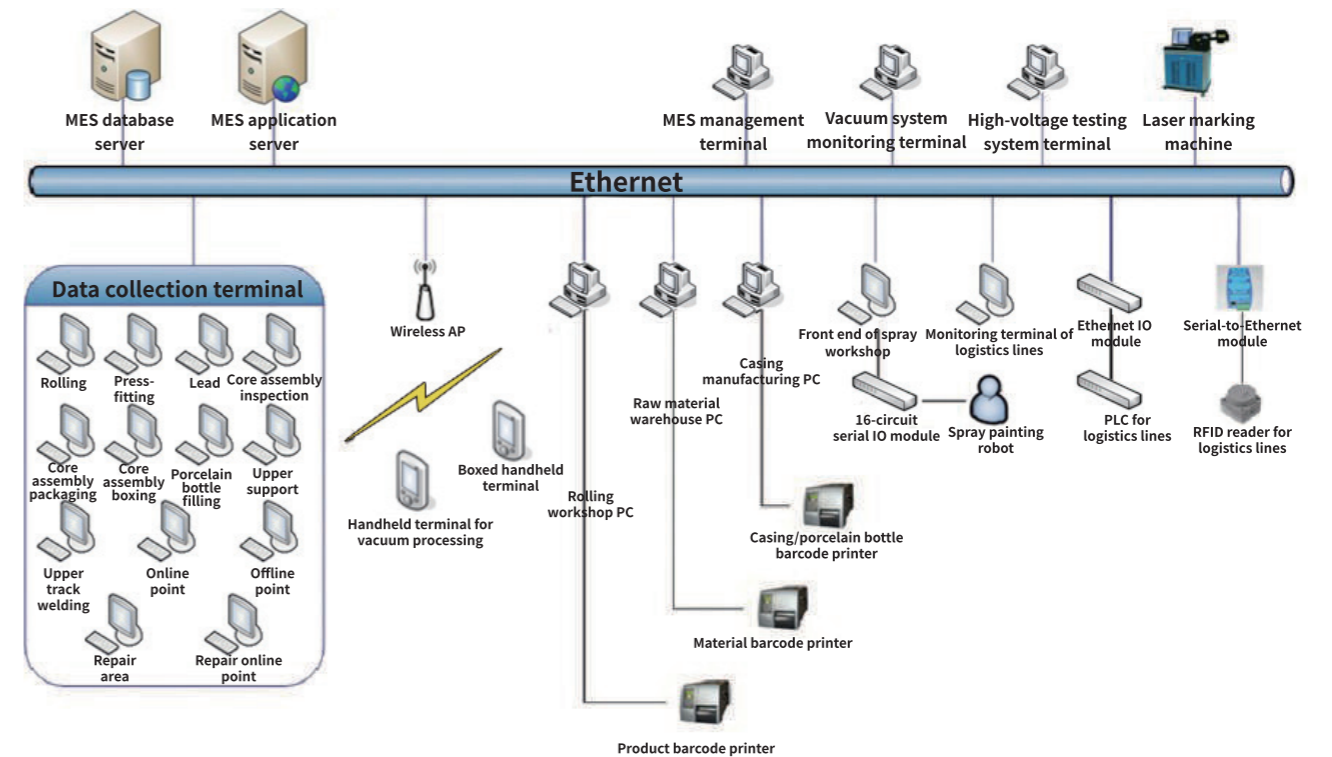 MES database
server
MES application
server
MES management
terminal
Vacuum system
monitoring terminal
High-voltage testing
system terminal
Laser marking
machine
Ethernet
Data collection terminal
Rolling
Press-
fitting
Lead
Core assembly
inspection
Core
assembly
packaging
Core
assembly
boxing
Porcelain
bottle
filling
Upper
support
Upper
track
welding
Online
point
Offline
point
Repair
area
Repair online
point
Wireless AP
Boxed handheld
terminal
Handheld terminal for
vacuum processing
Rolling
workshop PC
Raw material
warehouse PC
Casing
manufacturing PC
Front end of spray
workshop
16-circuit
serial IO module
Spray painting
robot
Monitoring terminal of
logistics lines
Ethernet IO
module
PLC for
logistics lines
Serial-to-Ethernet
module
RFID reader for
logistics lines
Casing/porcelain bottle
barcode printer
Material barcode printer
Product barcode printer